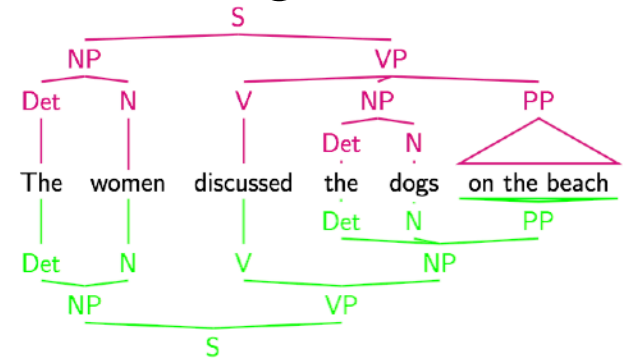 S
NP VP
Det N V NP PP
Det N
The women discussed the dogs on the beach
Det N PP
Det N V NP
NP VP
S